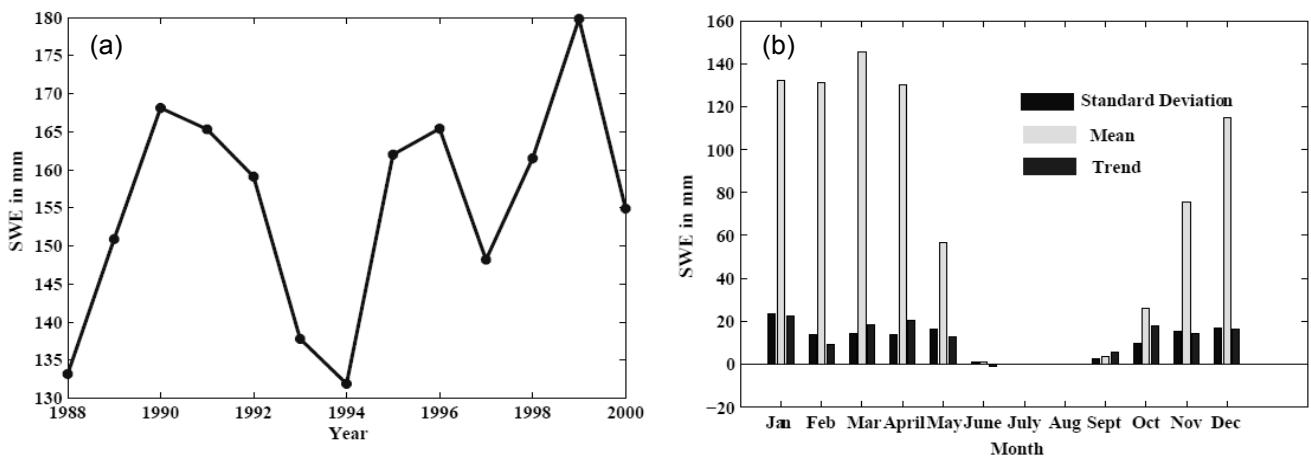 (a)
180
175
170
165
160
155
150
145
140
135
130
SWE in mm
1988 1990 1992 1994 1996 1998 2000
Year
(b)
160
140
120
100
80
60
40
20
0
−20
SWE in mm
Standard Deviation
Mean
Trend
Jan Feb Mar April May June July Aug Sept Oct Nov Dec
Month